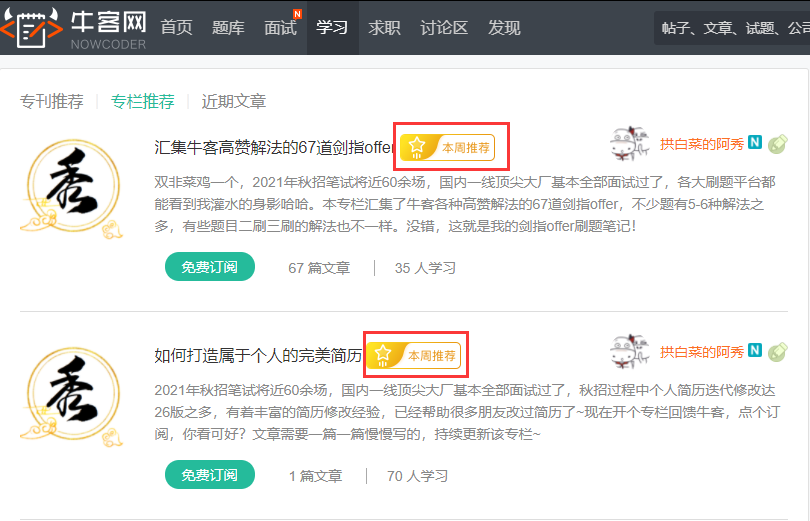 牛客网
NOWCODER
首页 题库 面试 N 学习 求职 讨论区 发现
帖子、文章、试题、公司
专刊推荐 专栏推荐 近期文章
秀
汇集牛客高赞解法的67道剑指offer 本周推荐 拱白菜的阿秀 N
双非菜鸡一个，2021年秋招笔试将近60余场，国内一线顶尖大厂基本全部面试过了，各大刷题平台都
能看到我灌水的身影哈哈。本专栏汇集了牛客各种高赞解法的67道剑指offer，不少题有5-6种解法之
多，有些题目二刷三刷的解法也不一样。没错，这就是我的剑指offer刷题笔记！
免费订阅 67 篇文章 35 人学习
秀
如何打造属于个人的完美简历 本周推荐 拱白菜的阿秀 N
2021年秋招笔试将近60余场，国内一线顶尖大厂基本全部面试过了，秋招过程中个人简历迭代修改达
26版之多，有着丰富的简历修改经验，已经帮助很多朋友改过简历了~现在开个专栏回馈牛客，点个订
阅，你看可好？文章需要一篇一篇慢慢写的，持续更新该专栏~
免费订阅 1 篇文章 70 人学习